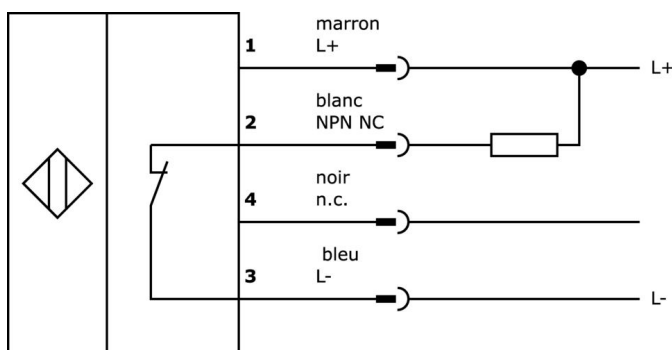 marron
1 L+ L+
blanc
2 NPN NC
noir
4 n.c.
bleu
3 L- L-